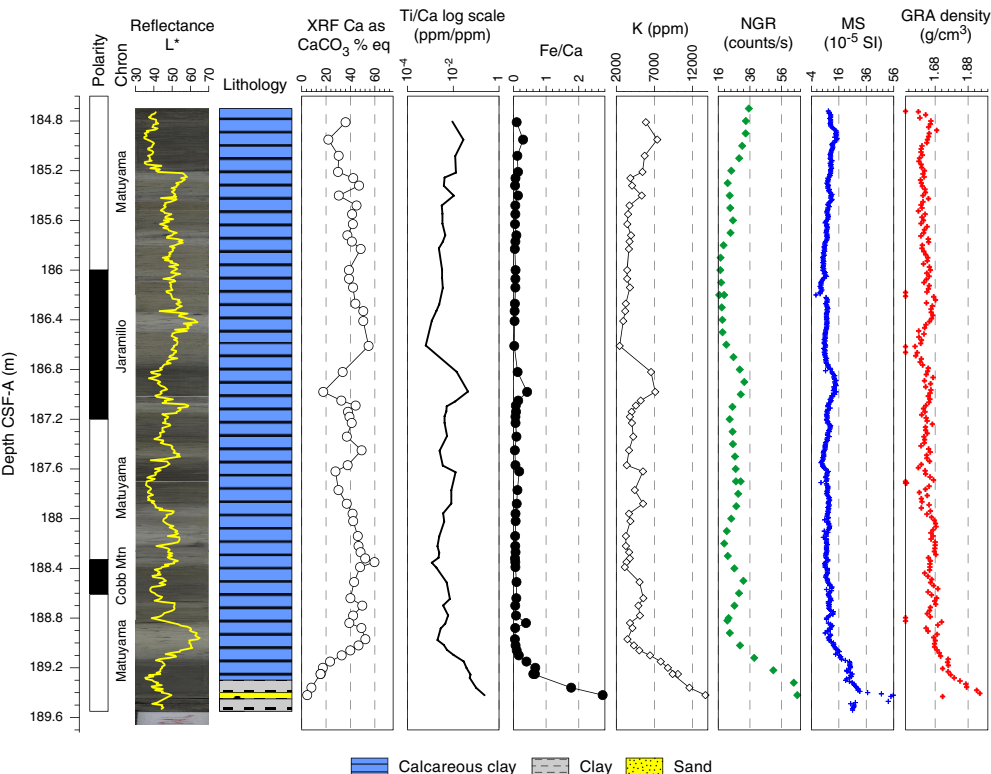 Polarity
Chron
Reflectance
L*
30 40 50 60 70
Lithology
XRF Ca as
CaCO3 % eq
0 20 40 60 80
Ti/Ca log scale
(ppm/ppm)
10-4 10-2 1
Fe/Ca
0 1 2
K (ppm)
2000 7000 12000
NGR
(counts/s)
16 36 56
MS
(10-5 SI)
-4 16 36 56
GRA density
(g/cm3)
1.68 1.88
Depth CSF-A (m)
184.8
185.2
185.6
186
186.4
186.8
187.2
187.6
188
188.4
188.8
189.2
189.6
Matuyama
Jaramillo
Matuyama
Cobb Mtn
Matuyama
Calcareous clay
Clay
Sand